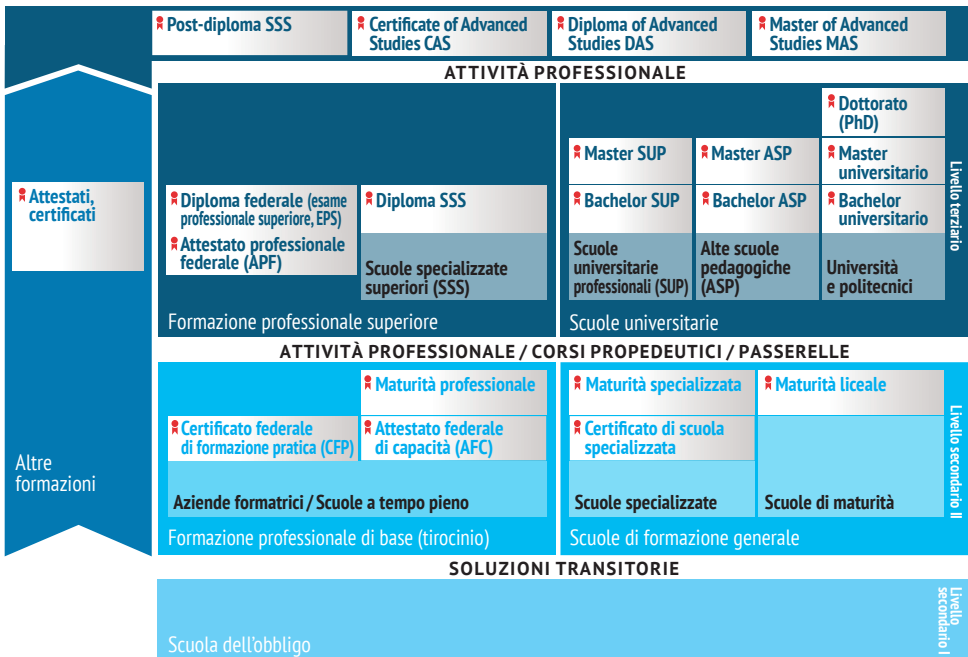 Post-diploma SSS
Certificate of Advanced
Studies CAS
Diploma of Advanced
Studies DAS
Master of Advanced
Studies MAS
ATTIVITÀ PROFESSIONALE
Attestati,
certificati
Altre
formazioni
Diploma federale (esame
professionale superiore, EPS)
Attestato professionale
federale (APF)
Diploma SSS
Scuole specializzate
superiori (SSS)
Formazione professionale superiore
Master SUP
Bachelor SUP
Scuole
universitarie
professionali (SUP)
Master ASP
Bachelor ASP
Alte scuole
pedagogiche
(ASP)
Dottorato
(PhD)
Master
universitario
Bachelor
universitario
Università
e politecnici
Scuole universitarie
Livello terziario
ATTIVITÀ PROFESSIONALE / CORSI PROPEDEUTICI / PASSERELLE
Maturità professionale
Certificato federale
di formazione pratica (CFP)
Attestato federale
di capacità (AFC)
Aziende formatrici / Scuole a tempo pieno
Formazione professionale di base (tirocinio)
Maturità specializzata
Certificato di scuola
specializzata
Scuole specializzate
Maturità liceale
Scuole di maturità
Scuole di formazione generale
Livello secondario II
SOLUZIONI TRANSITORIE
Scuola dell'obbligo
Livello
secondario I